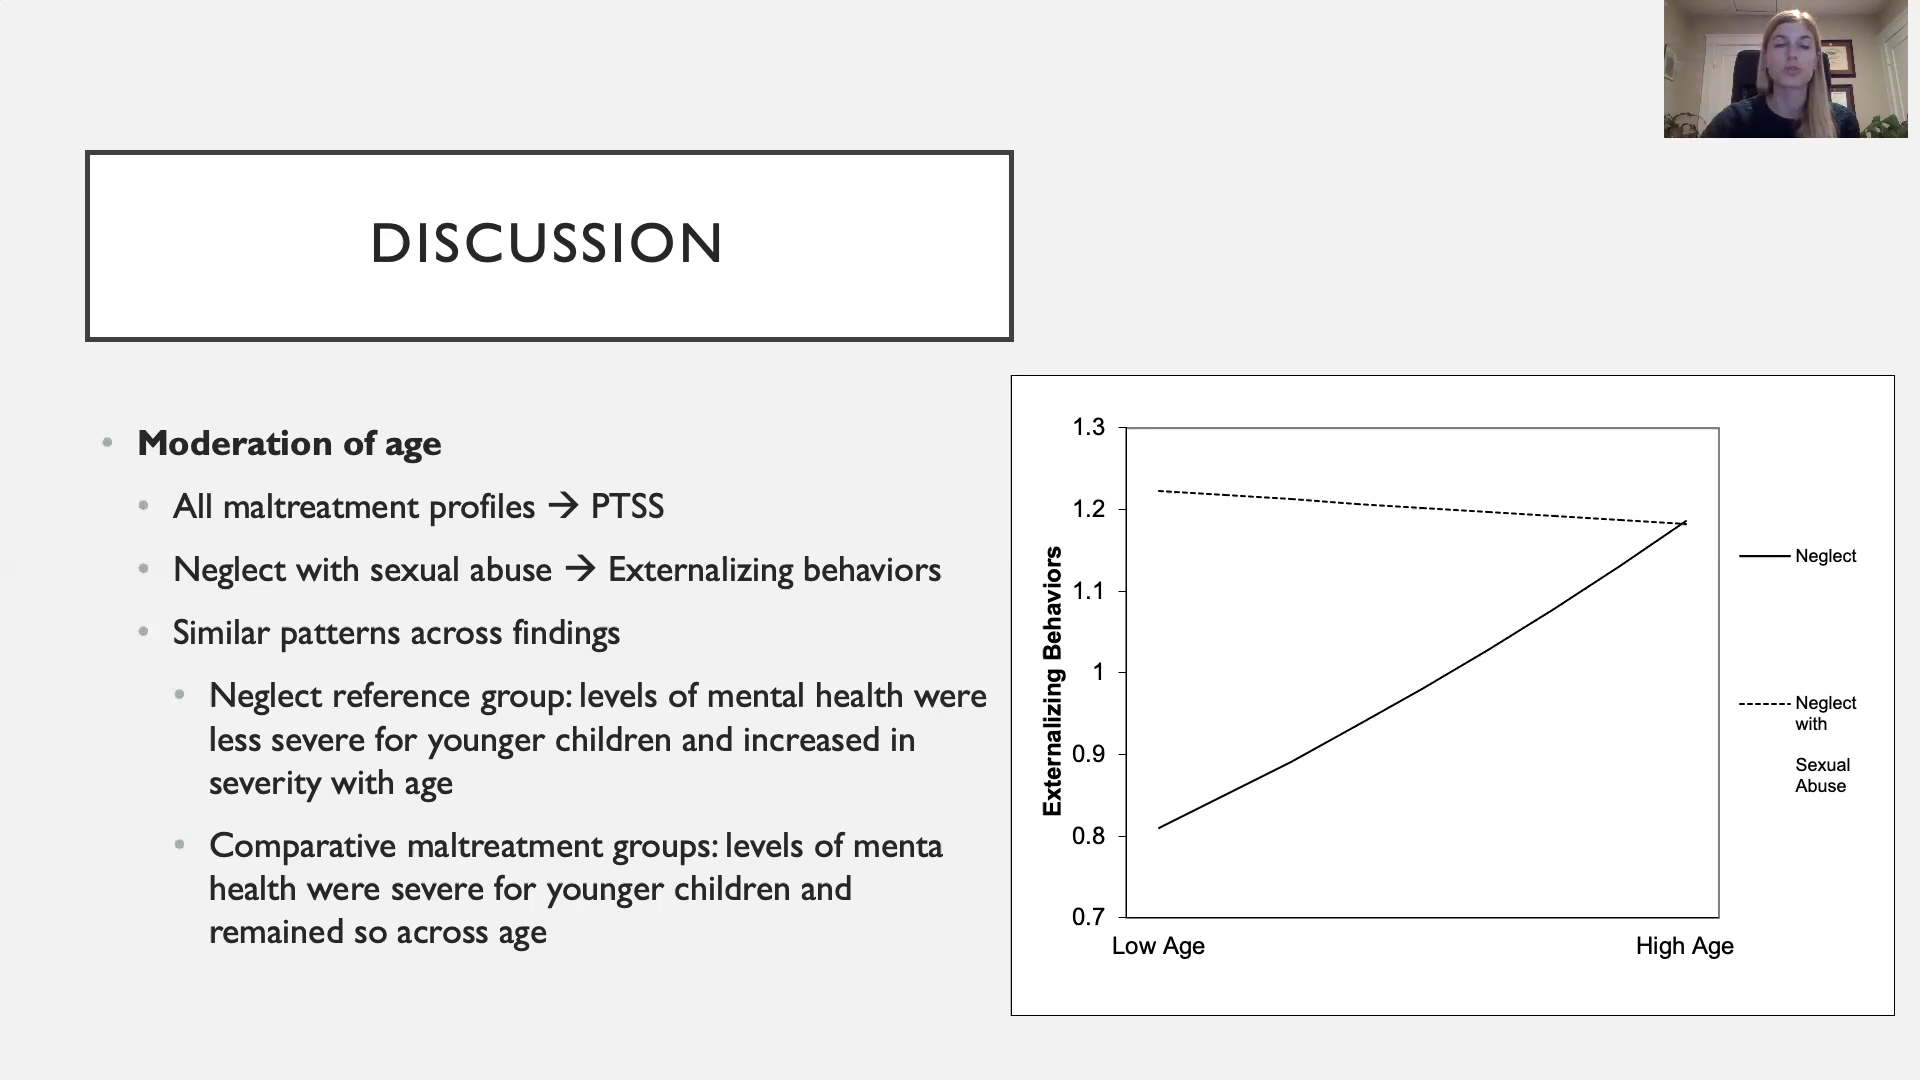 DISCUSSION
• Moderation of age
• All maltreatment profiles → PTSS
• Neglect with sexual abuse → Externalizing behaviors
• Similar patterns across findings
• Neglect reference group: levels of mental health were
less severe for younger children and increased in
severity with age
• Comparative maltreatment groups: levels of menta
health were severe for younger children and
remained so across age
Externalizing Behaviors
1.3
1.2
1.1
1
0.9
0.8
0.7
Low Age
High Age
Neglect
Neglect
with
Sexual
Abuse